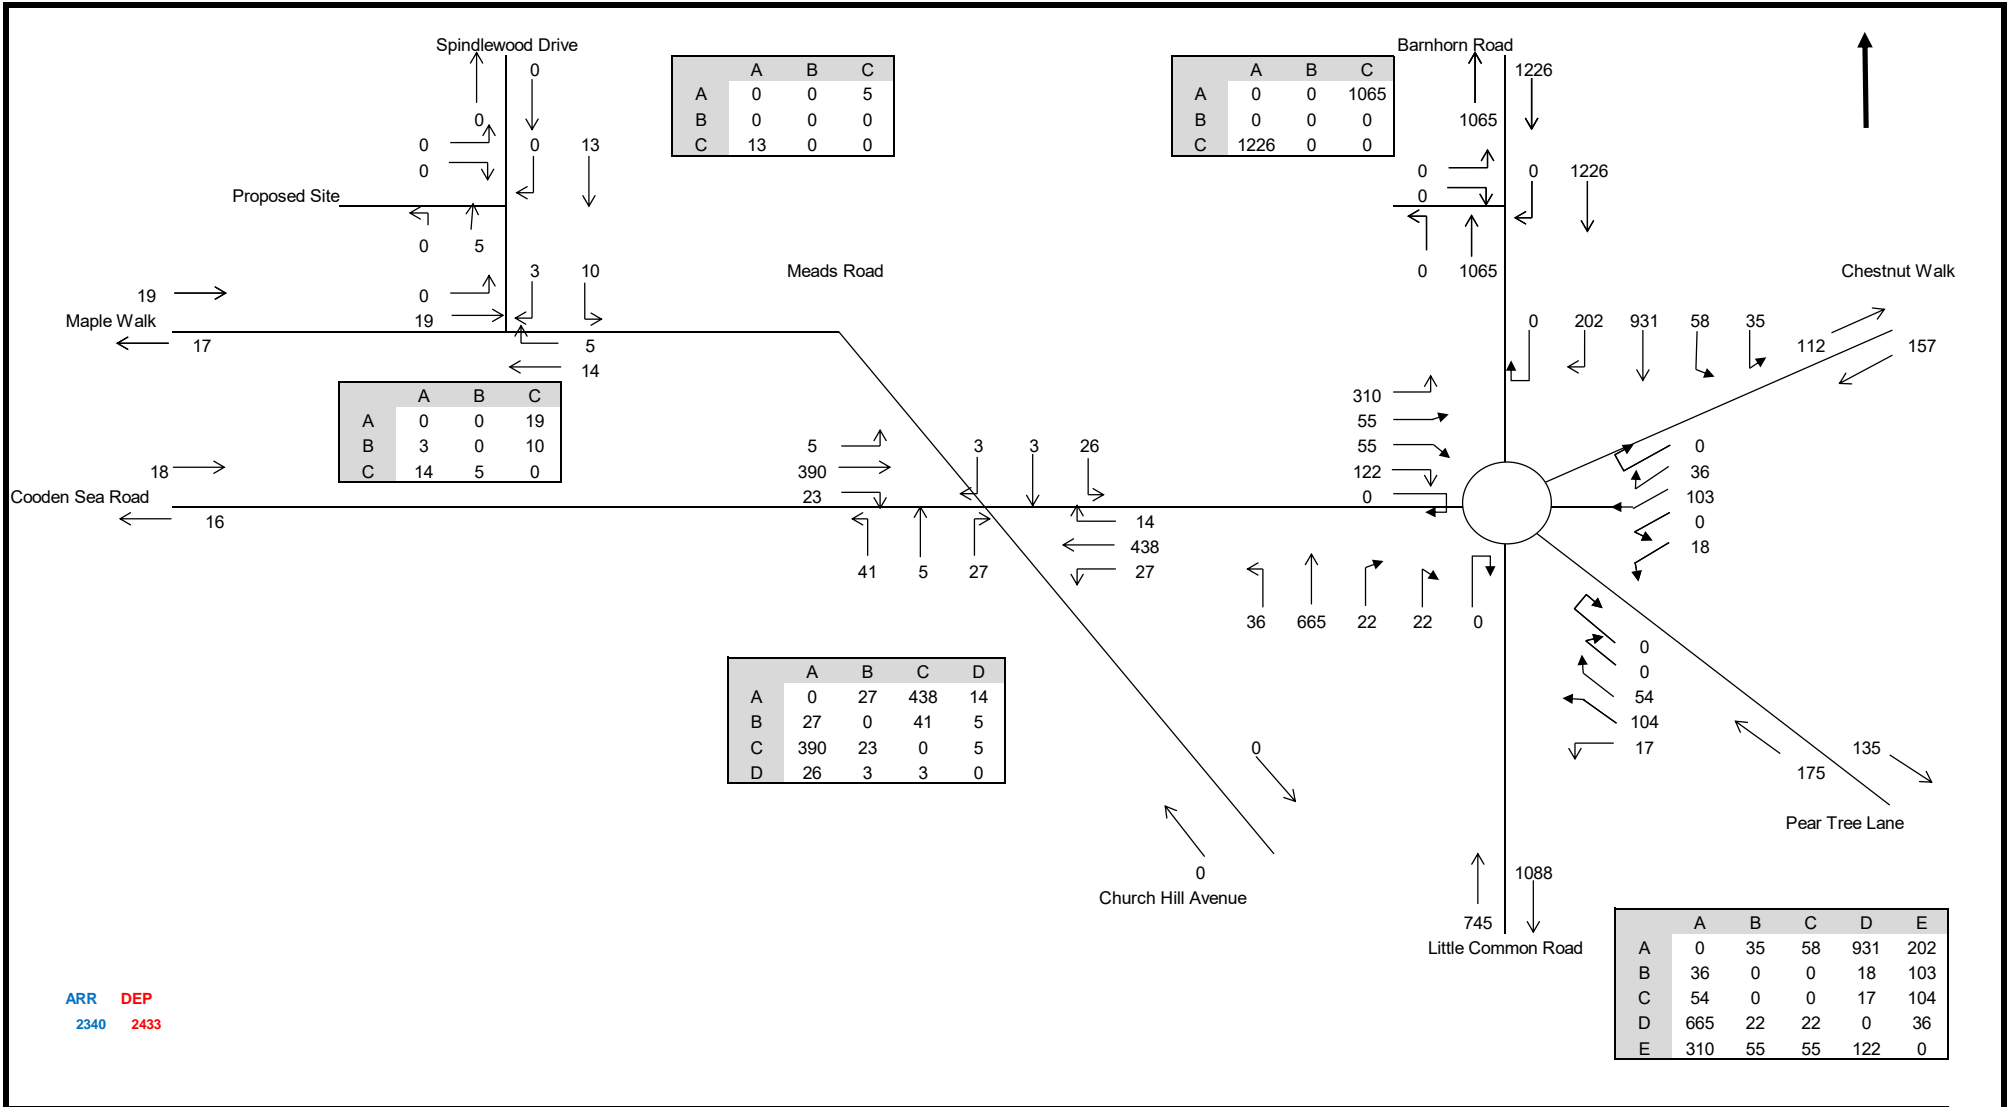 Spindlewood Drive
Barnhorn Road
0
A B C
A 0 0 5
B 0 0 0
C 13 0 0
A B C
A 0 0 1065
B 0 0 0
C 1226 0 0
1226
0
1065
0
0 13
0
0
0 1226
0
Proposed Site
0 5
0 1065
Meads Road
Chestnut Walk
3 10
19
0
Maple Walk
19
17
5
14
0 202 931 58 35
112 157
A B C
A 0 0 19
B 3 0 10
C 14 5 0
310
55
55
122
0
5
390
23
3 3 26
0
36
103
0
18
18
Cooden Sea Road
16
14
438
27
41 5 27
36 665 22 22 0
0
0
54
104
17
A B C D
A 0 27 438 14
B 27 0 41 5
C 390 23 0 5
D 26 3 3 0
0
135
175
Pear Tree Lane
0
Church Hill Avenue
1088
745
Little Common Road
A B C D E
A 0 35 58 931 202
B 36 0 0 18 103
C 54 0 0 17 104
D 665 22 22 0 36
E 310 55 55 122 0
ARR DEP
2340 2433